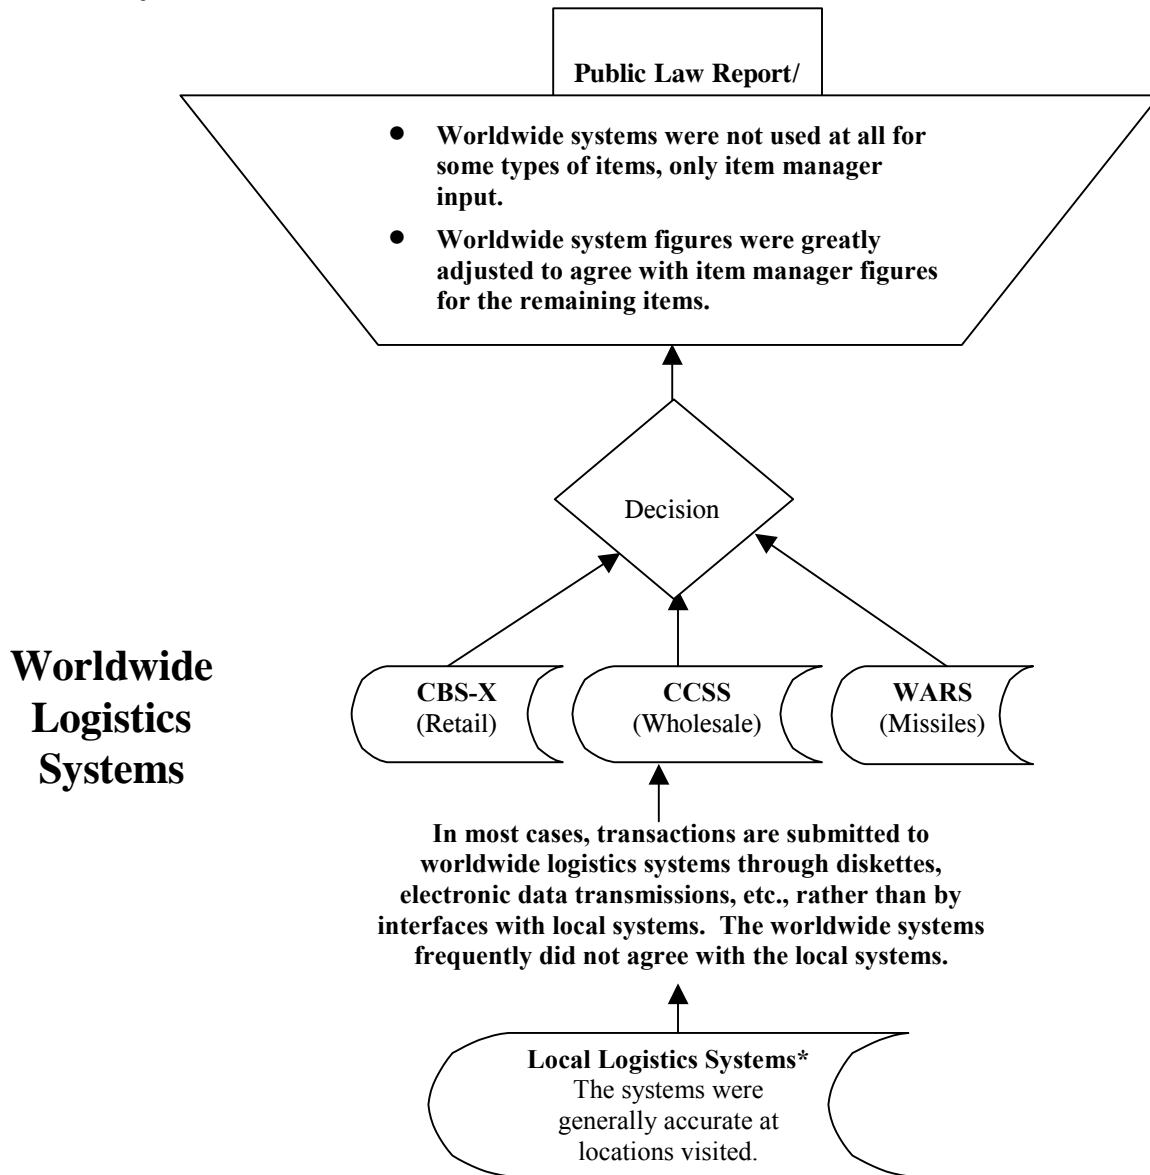 Public Law Report/
• Worldwide systems were not used at all for
some types of items, only item manager
input.
• Worldwide system figures were greatly
adjusted to agree with item manager figures
for the remaining items.
Decision
Worldwide
Logistics
Systems
CBS-X
(Retail)
CCSS
(Wholesale)
WARS
(Missiles)
In most cases, transactions are submitted to
worldwide logistics systems through diskettes,
electronic data transmissions, etc., rather than by
interfaces with local systems.  The worldwide systems
frequently did not agree with the local systems.
Local Logistics Systems*
The systems were
generally accurate at
locations visited.